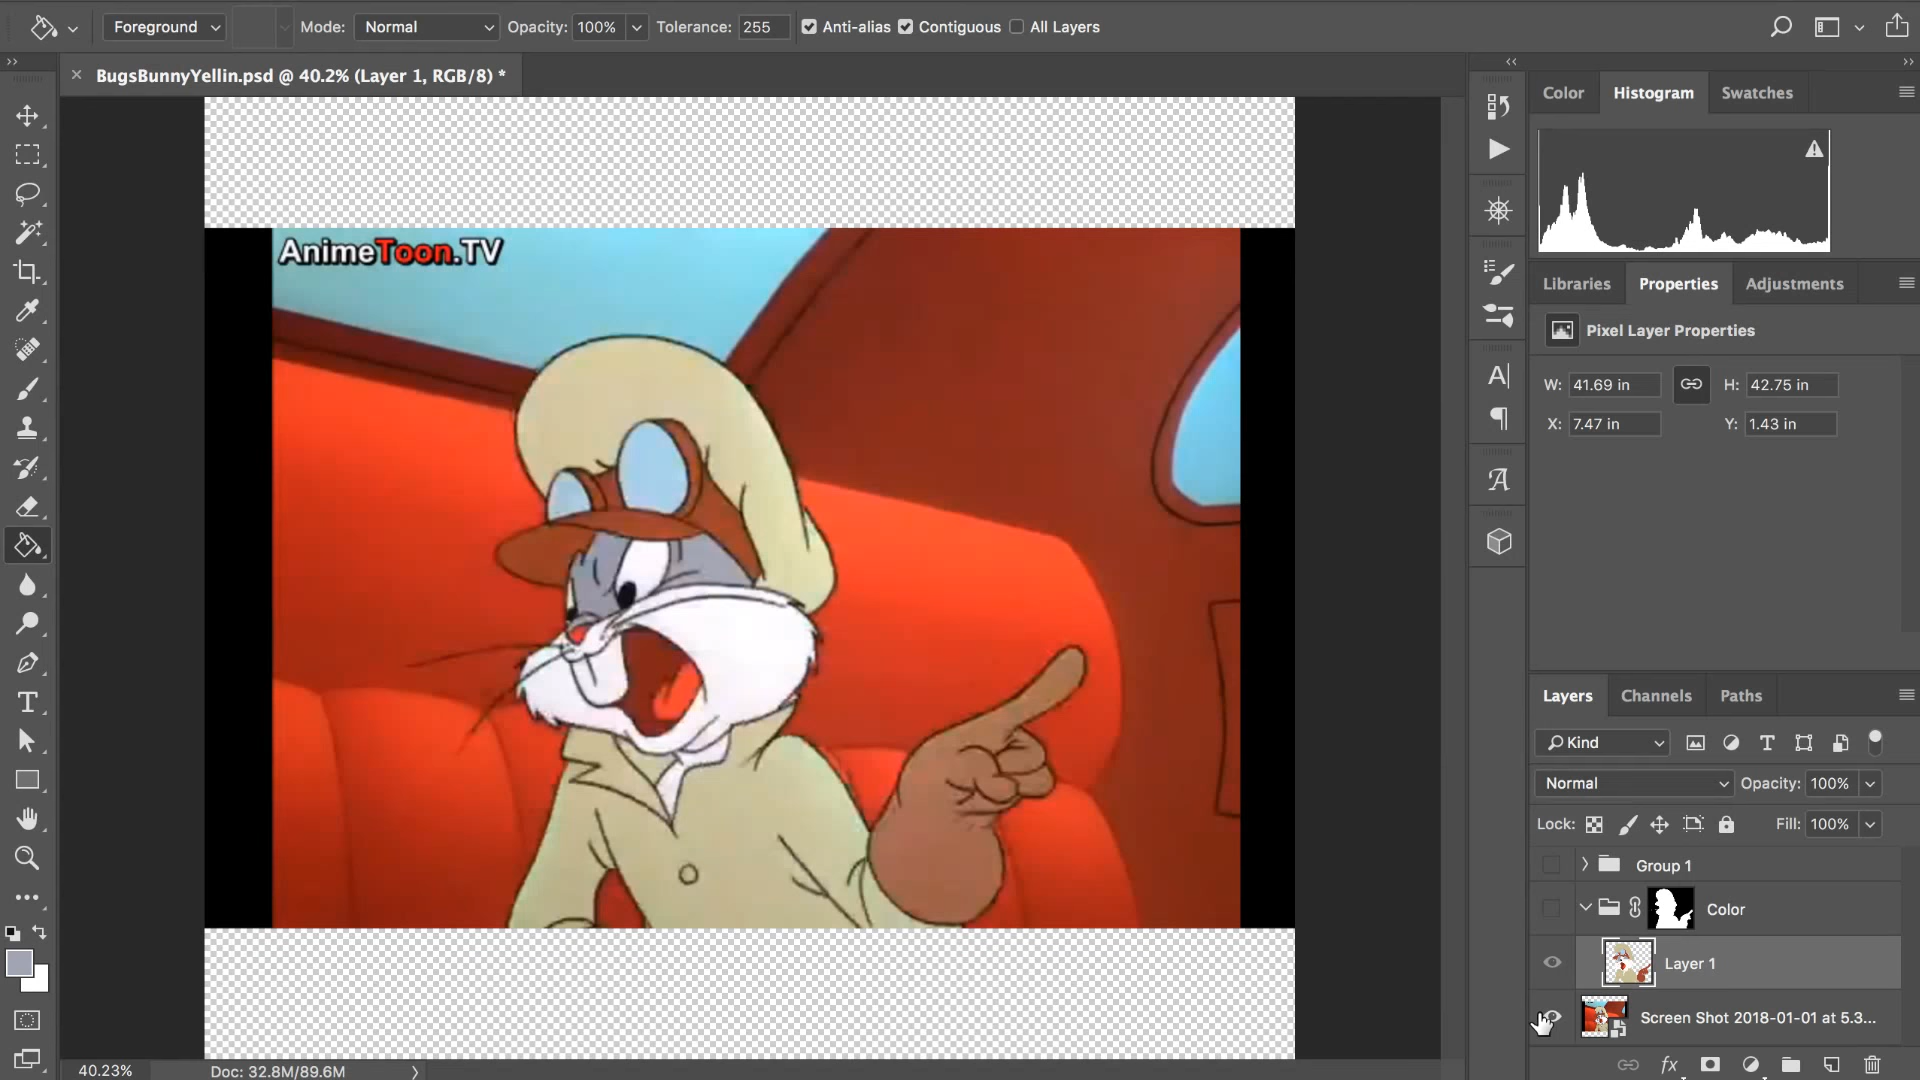 Foreground Mode: Normal Opacity: 100% Tolerance: 255 Anti-alias Contiguous All Layers
BugsBunnyYellin.psd @ 40.2% (Layer 1, RGB/8) *
Color Histogram Swatches
AnimeToon.TV
Libraries Properties Adjustments
Pixel Layer Properties
W: 41.69 in H: 42.75 in
X: 7.47 in Y: 1.43 in
Layers Channels Paths
Kind
Normal Opacity: 100%
Lock: Fill: 100%
Group 1
Color
Layer 1
Screen Shot 2018-01-01 at 5.3...
40.23% Doc: 32.8M/89.6M